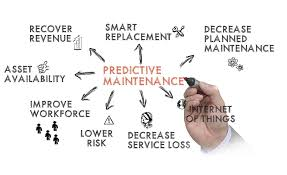 RECOVER
REVENUE
SMART
REPLACEMENT
DECREASE
PLANNED
MAINTENANCE
ASSET
AVAILABILITY
PREDICTIVE
MAINTENANCE
IMPROVE
WORKFORCE
LOWER
RISK
DECREASE
SERVICE LOSS
INTERNET
OF THINGS